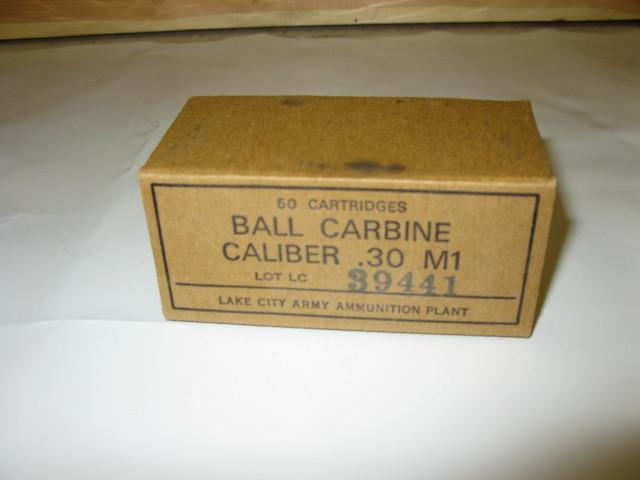 50 CARTRIDGES
BALL CARBINE
CALIBER .30 M1
LOT LC 39441
LAKE CITY ARMY AMMUNITION PLANT